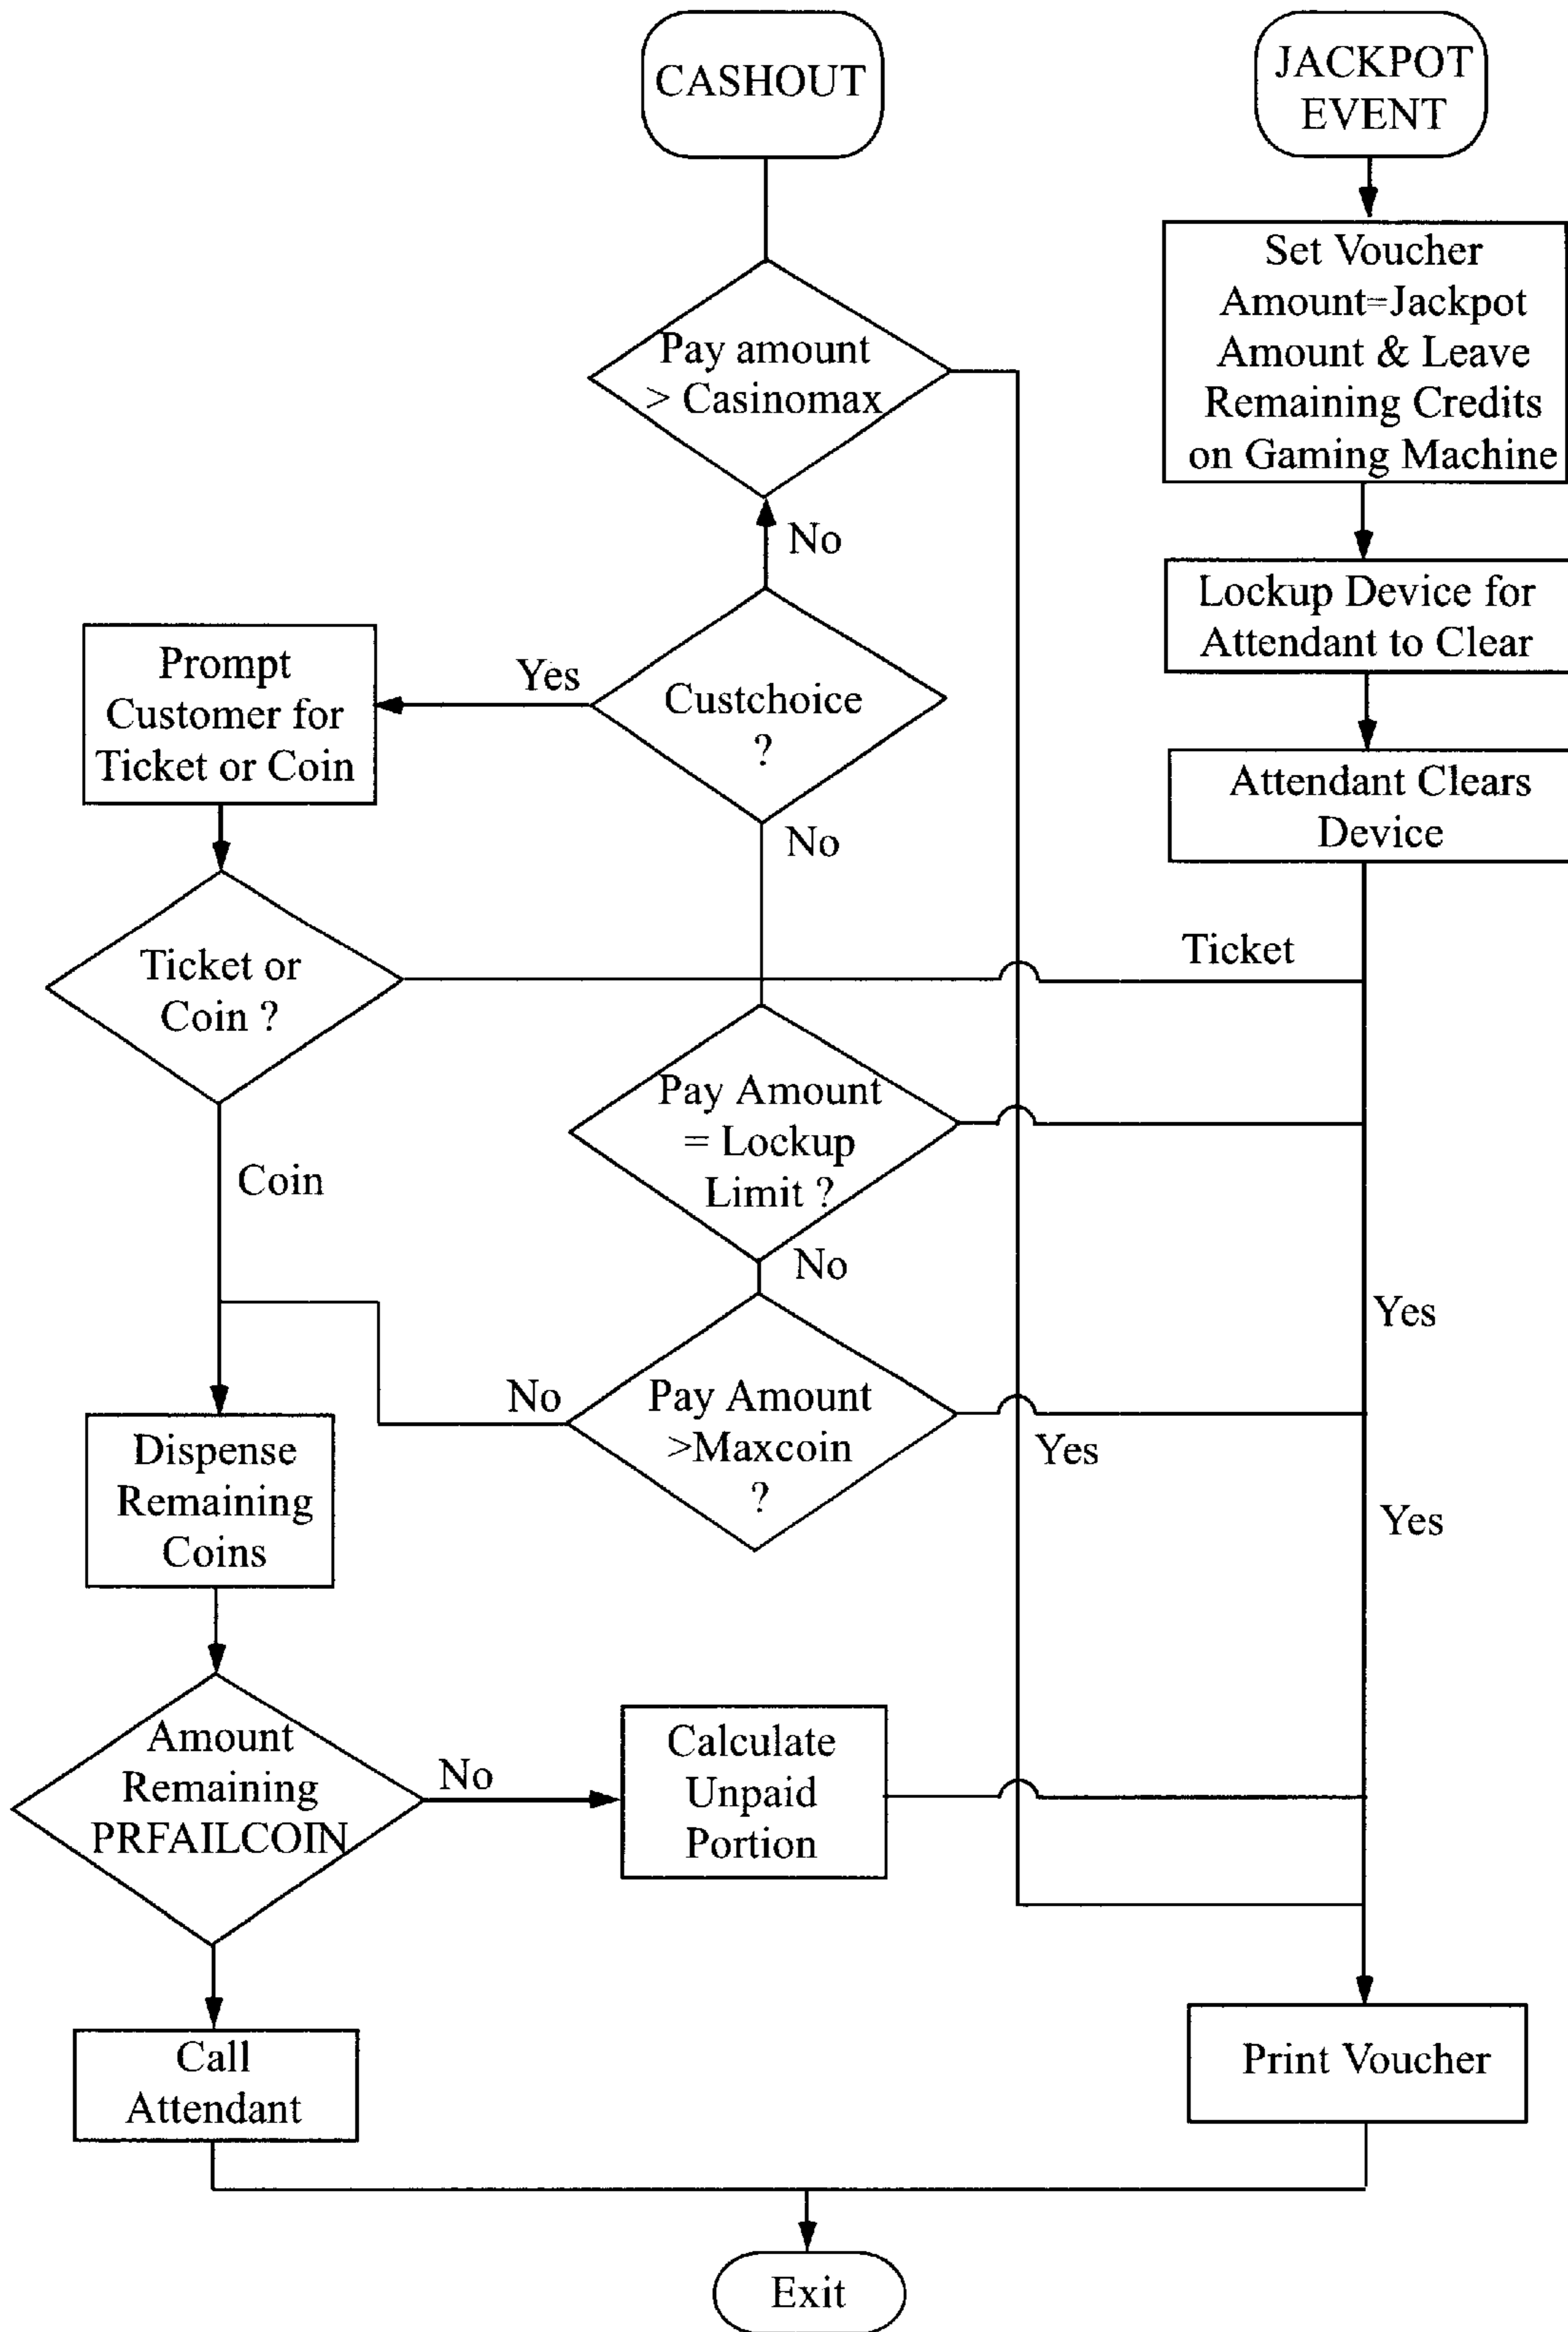 CASHOUT
JACKPOT
EVENT
Set Voucher
Amount=Jackpot
Amount & Leave
Remaining Credits
on Gaming Machine
Pay amount
> Casinomax
No
Lockup Device for
Attendant to Clear
Prompt
Customer for
Ticket or Coin
Yes
Custchoice
?
No
Attendant Clears
Device
Ticket or
Coin ?
Ticket
Pay Amount
= Lockup
Limit ?
Coin
No
Yes
No
Pay Amount
>Maxcoin
?
Yes
Yes
Dispense
Remaining
Coins
Amount
Remaining
PRFAILCOIN
No
Calculate
Unpaid
Portion
Call
Attendant
Print Voucher
Exit